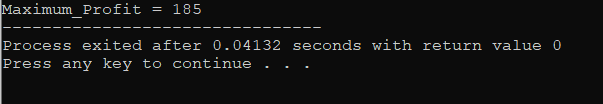 Maximum_Profit = 185
--------------------------------
Process exited after 0.04132 seconds with return value 0
Press any key to continue . . .